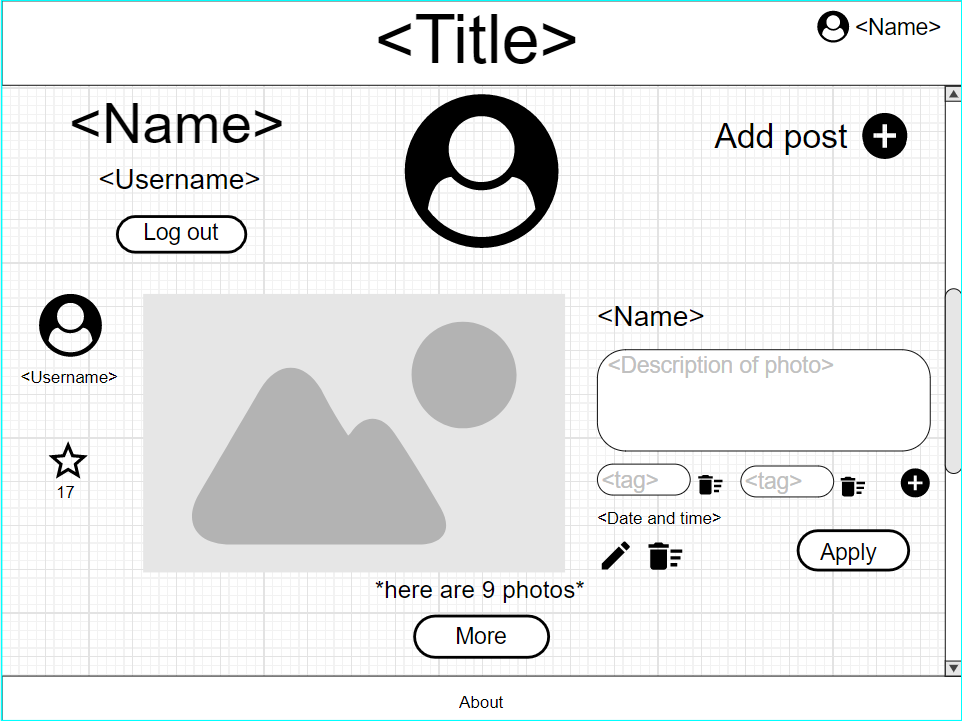 <Title>
<Name>
<Name>
<Username>
Log out
Add post
<Username>
17
<Name>
<Description of photo>
<tag>
<tag>
<Date and time>
Apply
*here are 9 photos*
More
About